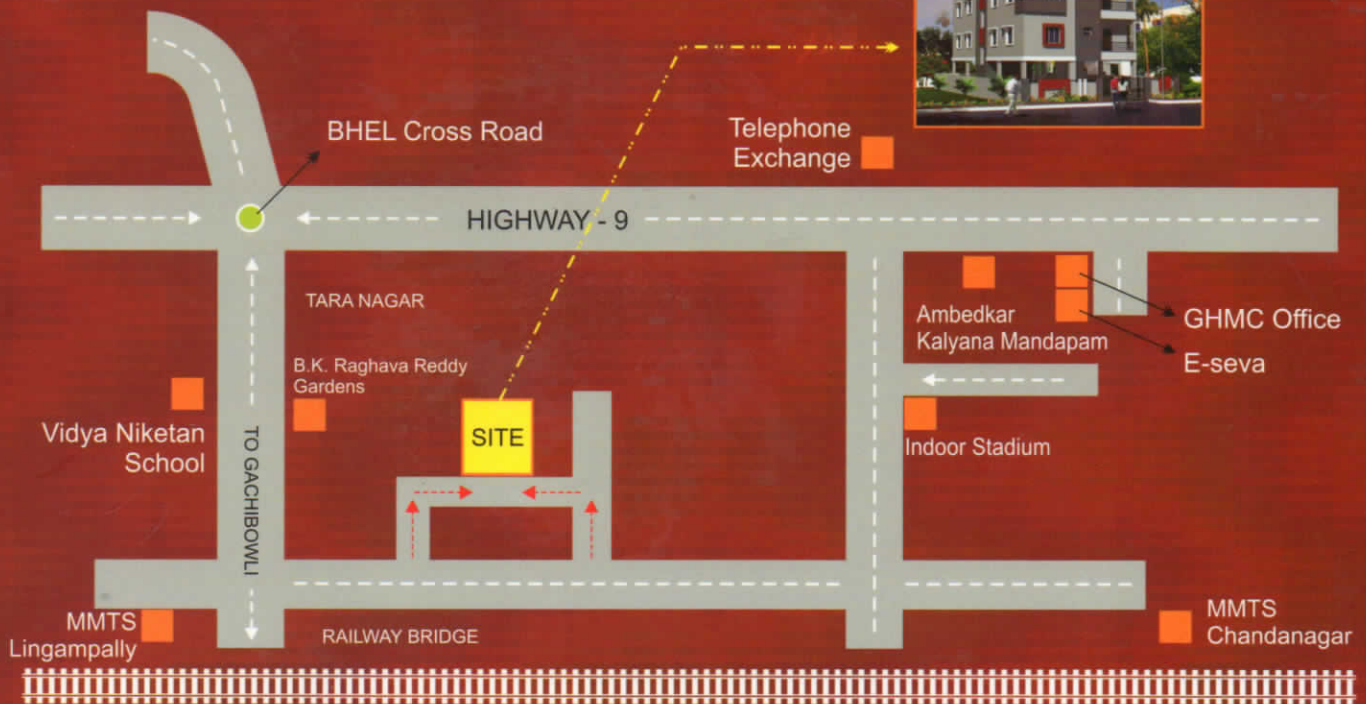 BHEL Cross Road
Telephone
Exchange
HIGHWAY - 9
TARA NAGAR
Ambedkar
Kalyana Mandapam
GHMC Office
E-seva
B.K. Raghava Reddy
Gardens
Vidya Niketan
School
SITE
Indoor Stadium
TO GACHIBOWLI
MMTS
Lingampally
RAILWAY BRIDGE
MMTS
Chandanagar